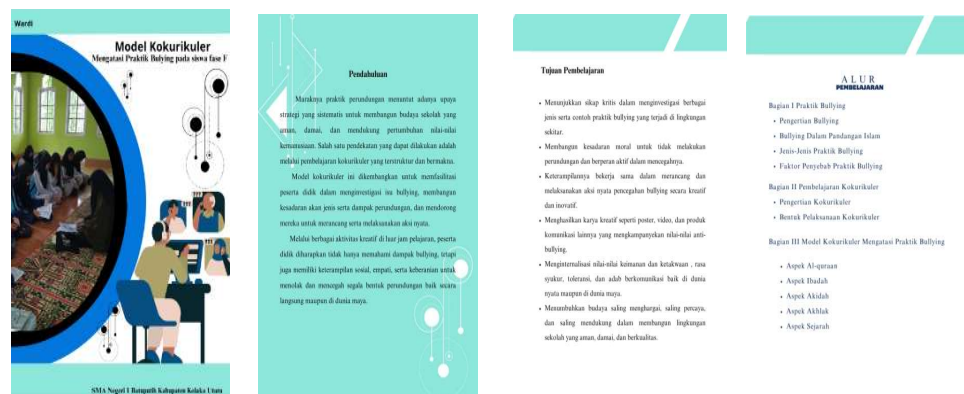 Wardi
Model Kokurikuler
Mengatasi Praktik Bulying pada siswa fase F
SMA Negeri 1 Batuputih Kabupaten Kolaka Utara
Pendahuluan
Maraknya praktik perundungan menuntut adanya upaya
strategi yang sistematis untuk membangun budaya sekolah yang
aman, damai, dan mendukung pertumbuhan nilai-nilai
kemanusiaan. Salah satu pendekatan yang dapat dilakukan adalah
melalui pembelajaran kokurikuler yang terstruktur dan bermakna.
Model kokurikuler ini dikembangkan untuk memfasilitasi
peserta didik dalam menginvestigasi isu bullying, membangun
kesadaran akan jenis serta dampak perundungan, dan mendorong
mereka untuk merancang serta melaksanakan aksi nyata.
Melalui berbagai aktivitas kreatif di luar jam pelajaran, peserta
didik diharapkan tidak hanya memahami dampak bullying, tetapi
juga memiliki keterampilan sosial, empati, serta keberanian untuk
menolak dan mencegah segala bentuk perundungan baik secara
langsung maupun di dunia maya.
Tujuan Pembelajaran
• Menunjukkan sikap kritis dalam menginvestigasi berbagai
jenis serta contoh praktik bullying yang terjadi di lingkungan
sekitar.
• Membangun kesadaran moral untuk tidak melakukan
perundungan dan berperan aktif dalam mencegahnya.
• Keterampilannya bekerja sama dalam merancang dan
melaksanakan aksi nyata pencegahan bullying secara kreatif
dan inovatif.
• Menghasilkan karya kreatif seperti poster, video, dan produk
komunikasi lainnya yang mengkampanyekan nilai-nilai anti-
bullying.
• Menginternalisasi nilai-nilai keimanan dan ketakwaan , rasa
syukur, toleransi, dan adab berkomunikasi baik di dunia
nyata maupun di dunia maya.
• Menumbuhkan budaya saling menghargai, saling percaya,
dan saling mendukung dalam membangun lingkungan
sekolah yang aman, damai, dan berkualitas.
ALUR
PEMBELAJARAN
Bagian I Praktik Bullying
• Pengertian Bullying
• Bullying Dalam Pandangan Islam
• Jenis-Jenis Praktik Bullying
• Faktor Penyebab Praktik Bullying
Bagian II Pembelajaran Kokurikuler
• Pengertian Kokurikuler
• Bentuk Pelaksanaan Kokurikuler
Bagian III Model Kokurikuler Mengatasi Praktik Bullying
• Aspek Al-quraan
• Aspek Ibadah
• Aspek Akidah
• Aspek Akhlak
• Aspek Sejarah